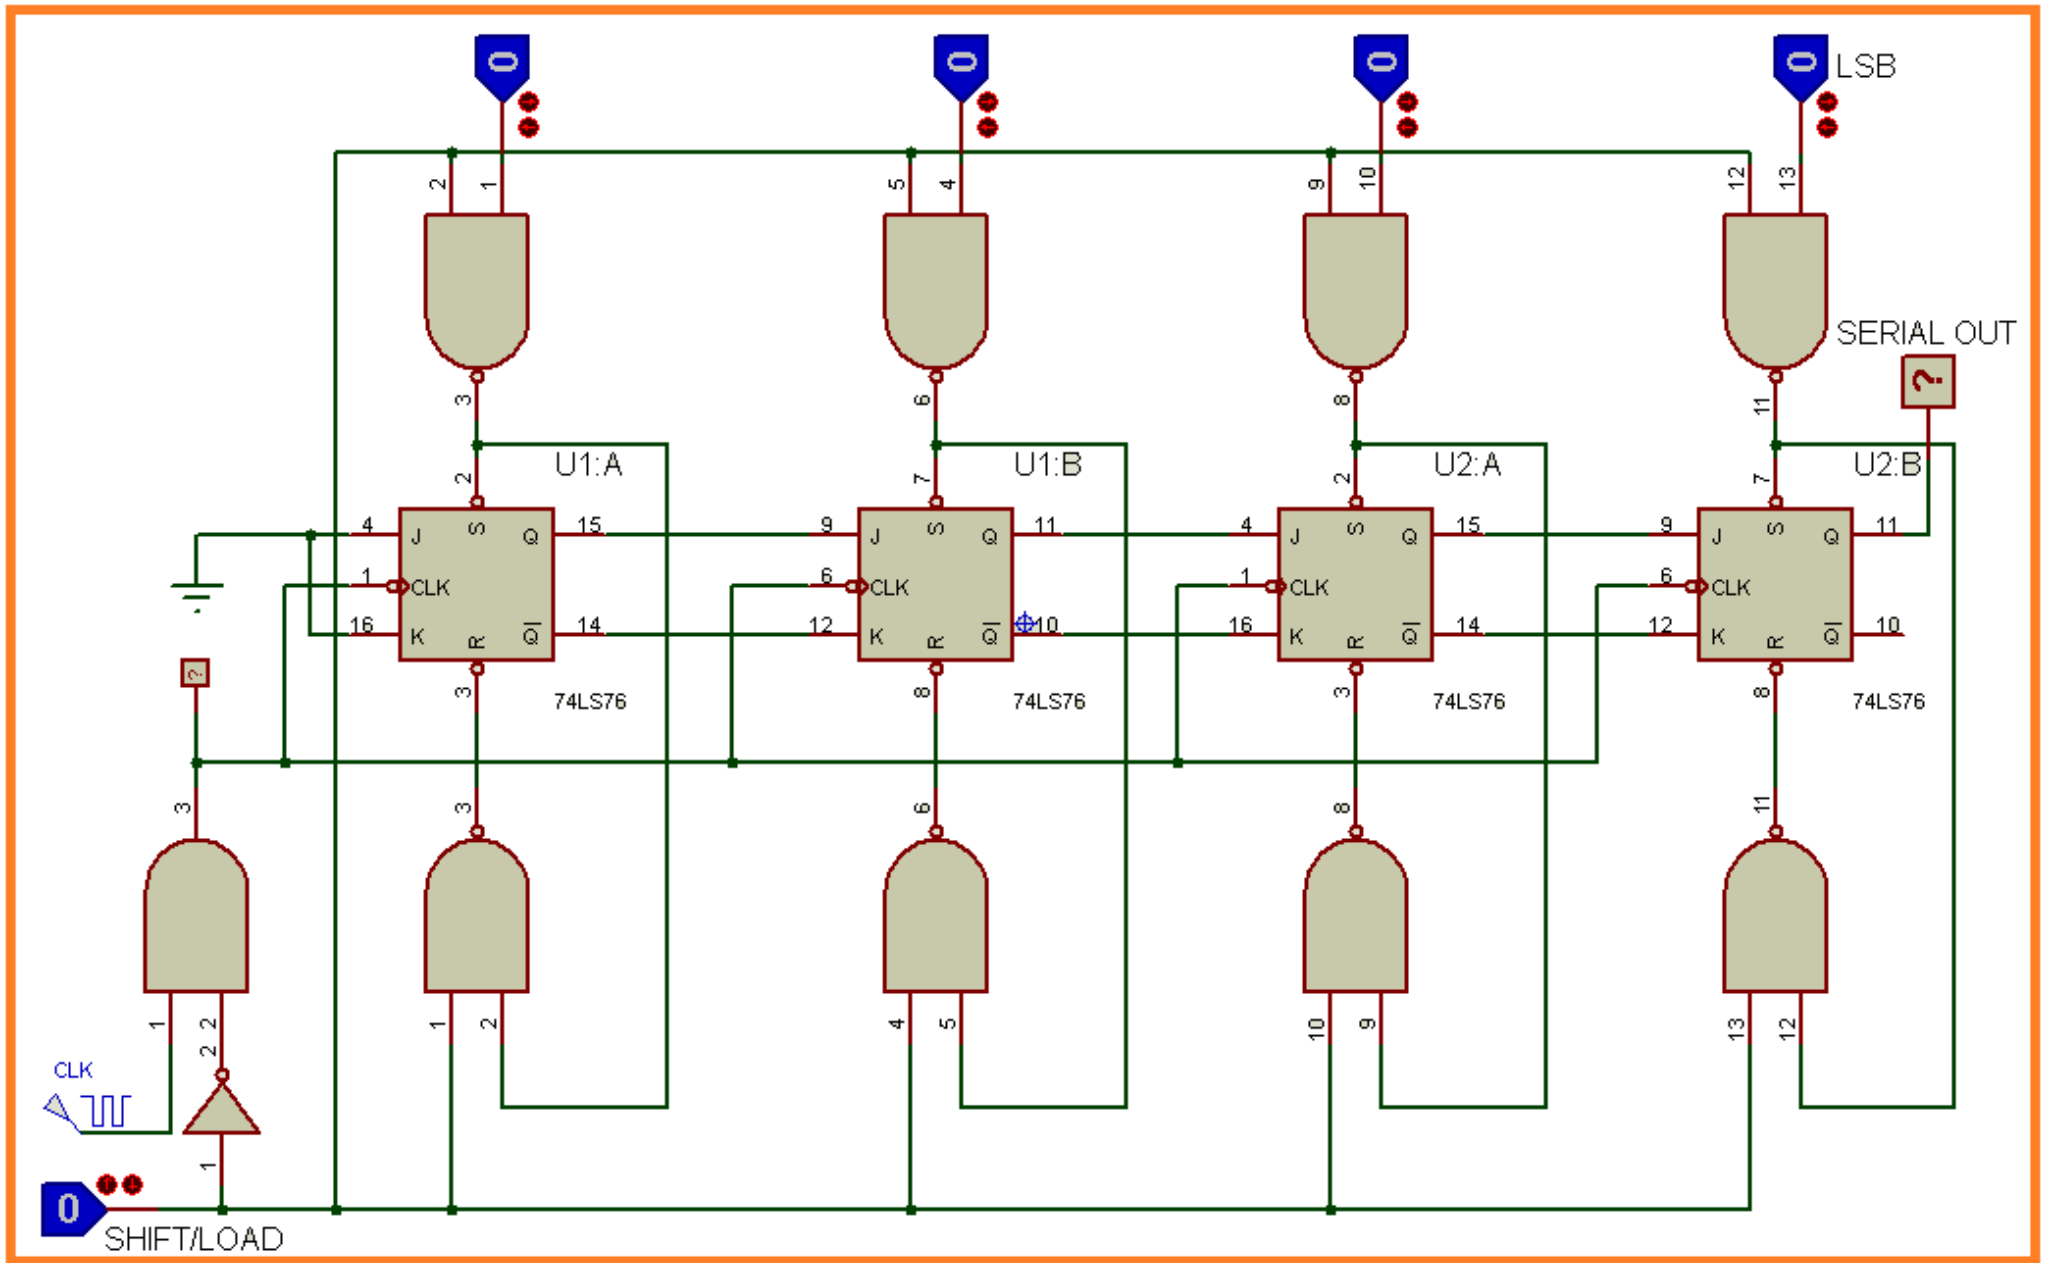 0 0 0 0 LSB
2 1 5 4 9 10 12 13
SERIAL OUT
?
3 6 8 11
U1:A U1:B U2:A U2:B
2 7 2 7
4 J S Q 15 9 J S Q 11 4 J S Q 15 9 J S Q 11
1 CLK 6 CLK 1 CLK 6 CLK
16 K R Q 14 12 K R Q 10 16 K R Q 14 12 K R Q 10
?
3 8 3 8
74LS76 74LS76 74LS76 74LS76
3 3 6 8 11
1 2 1 2 4 5 10 9 13 12
2
CLK
1
0
SHIFT/LOAD